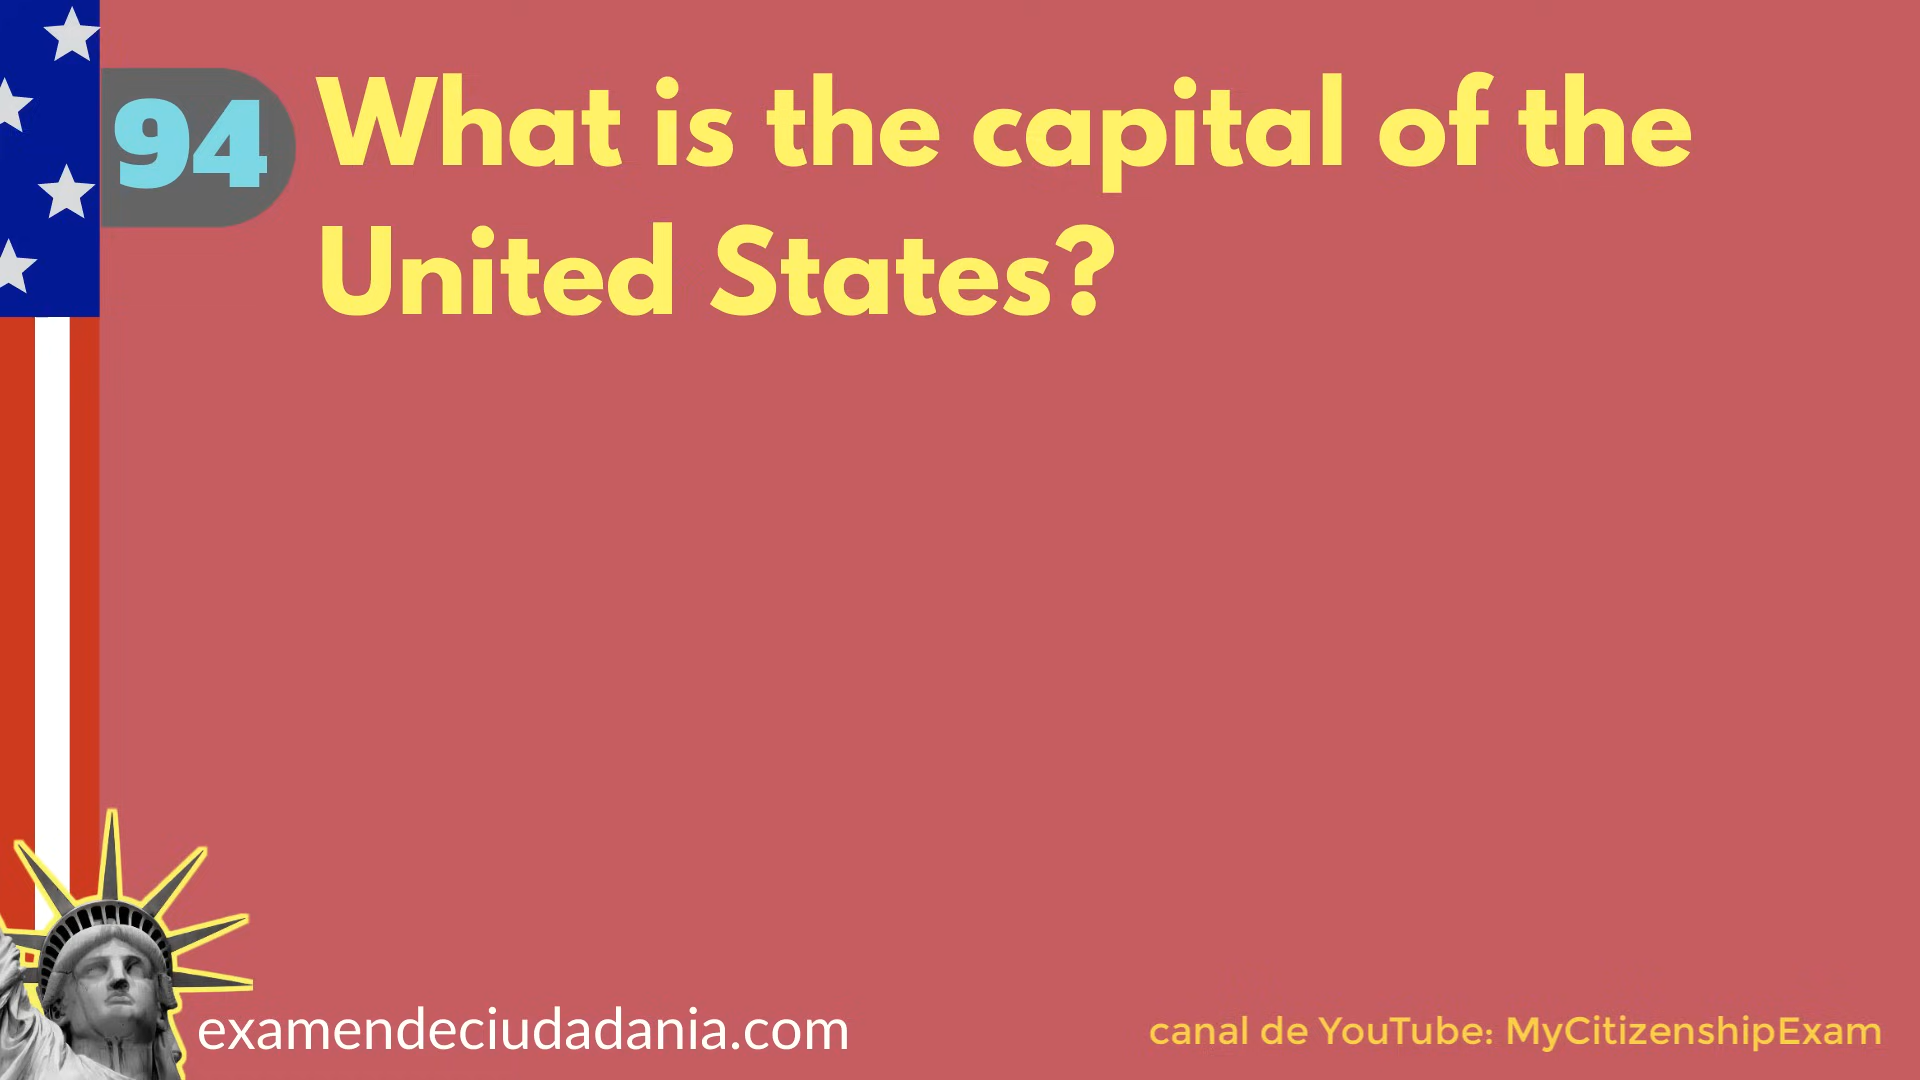 94
What is the capital of the
United States?
examendeciudadania.com
canal de YouTube: MyCitizenshipExam